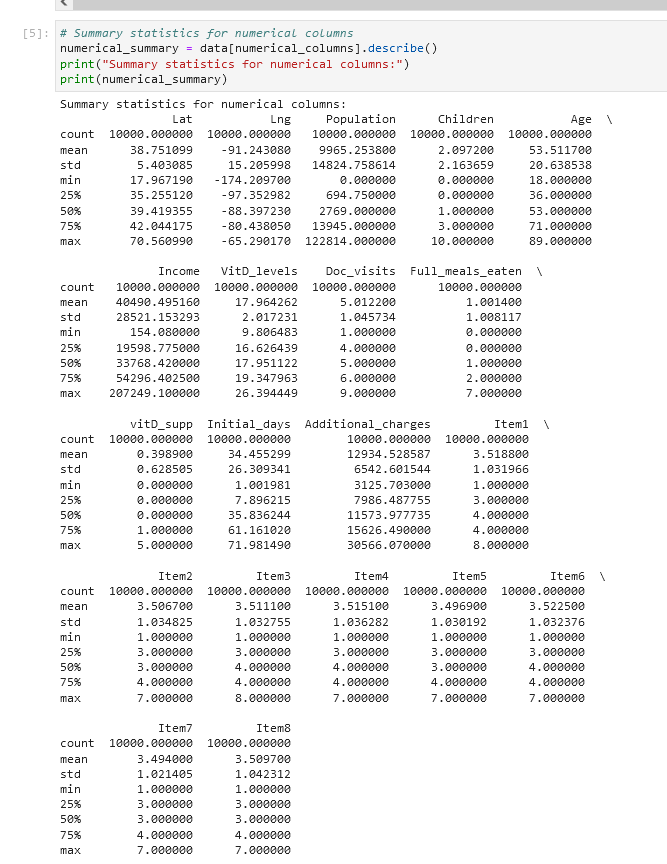 [5]: # Summary statistics for numerical columns
numerical_summary = data[numerical_columns].describe()
print("Summary statistics for numerical columns:")
print(numerical_summary)
Summary statistics for numerical columns:
Lat Lng Population Children Age \
count 10000.000000 10000.000000 10000.000000 10000.000000 10000.000000
mean 38.751099 -91.243080 9965.253800 2.097200 53.511700
std 5.403085 15.205998 14824.758614 2.163659 20.638538
min 17.967190 -174.209700 0.000000 0.000000 18.000000
25% 35.255120 -97.352982 694.750000 0.000000 36.000000
50% 39.419355 -88.397230 2769.000000 1.000000 53.000000
75% 42.044175 -80.438050 13945.000000 3.000000 71.000000
max 70.560990 -65.290170 122814.000000 10.000000 89.000000
Income VitD_levels Doc_visits Full_meals_eaten \
count 10000.000000 10000.000000 10000.000000 10000.000000
mean 40490.495160 17.964262 5.012200 1.001400
std 28521.153293 2.017231 1.045734 1.008117
min 154.080000 9.806483 1.000000 0.000000
25% 19598.775000 16.626439 4.000000 0.000000
50% 33768.420000 17.951122 5.000000 1.000000
75% 54296.402500 19.347963 6.000000 2.000000
max 207249.100000 26.394449 9.000000 7.000000
vitD_supp Initial_days Additional_charges Item1 \
count 10000.000000 10000.000000 10000.000000 10000.000000
mean 0.398900 34.455299 12934.528587 3.518800
std 0.628505 26.309341 6542.601544 1.031966
min 0.000000 1.001981 3125.703000 1.000000
25% 0.000000 7.896215 7986.487755 3.000000
50% 0.000000 35.836244 11573.977735 4.000000
75% 1.000000 61.161020 15626.490000 4.000000
max 5.000000 71.981490 30566.070000 8.000000
Item2 Item3 Item4 Item5 Item6 \
count 10000.000000 10000.000000 10000.000000 10000.000000 10000.000000
mean 3.506700 3.511100 3.515100 3.496900 3.522500
std 1.034825 1.032755 1.036282 1.030192 1.032376
min 1.000000 1.000000 1.000000 1.000000 1.000000
25% 3.000000 3.000000 3.000000 3.000000 3.000000
50% 3.000000 4.000000 4.000000 3.000000 4.000000
75% 4.000000 4.000000 4.000000 4.000000 4.000000
max 7.000000 8.000000 7.000000 7.000000 7.000000
Item7 Item8
count 10000.000000 10000.000000
mean 3.494000 3.509700
std 1.021405 1.042312
min 1.000000 1.000000
25% 3.000000 3.000000
50% 3.000000 3.000000
75% 4.000000 4.000000
max 7.000000 7.000000